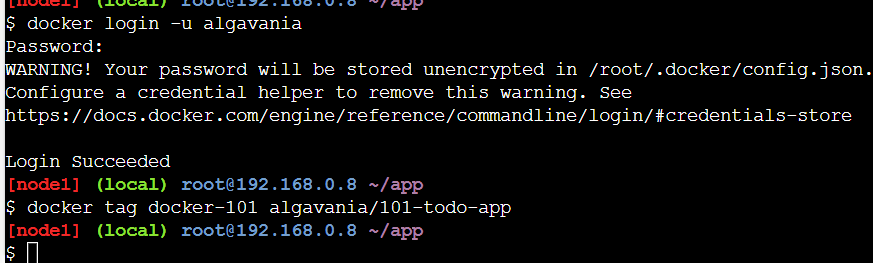 [node1] (local) root@192.168.0.8 ~/app
$ docker login -u algavania
Password:
WARNING! Your password will be stored unencrypted in /root/.docker/config.json.
Configure a credential helper to remove this warning. See
https://docs.docker.com/engine/reference/commandline/login/#credentials-store
Login Succeeded
[node1] (local) root@192.168.0.8 ~/app
$ docker tag docker-101 algavania/101-todo-app
[node1] (local) root@192.168.0.8 ~/app
$